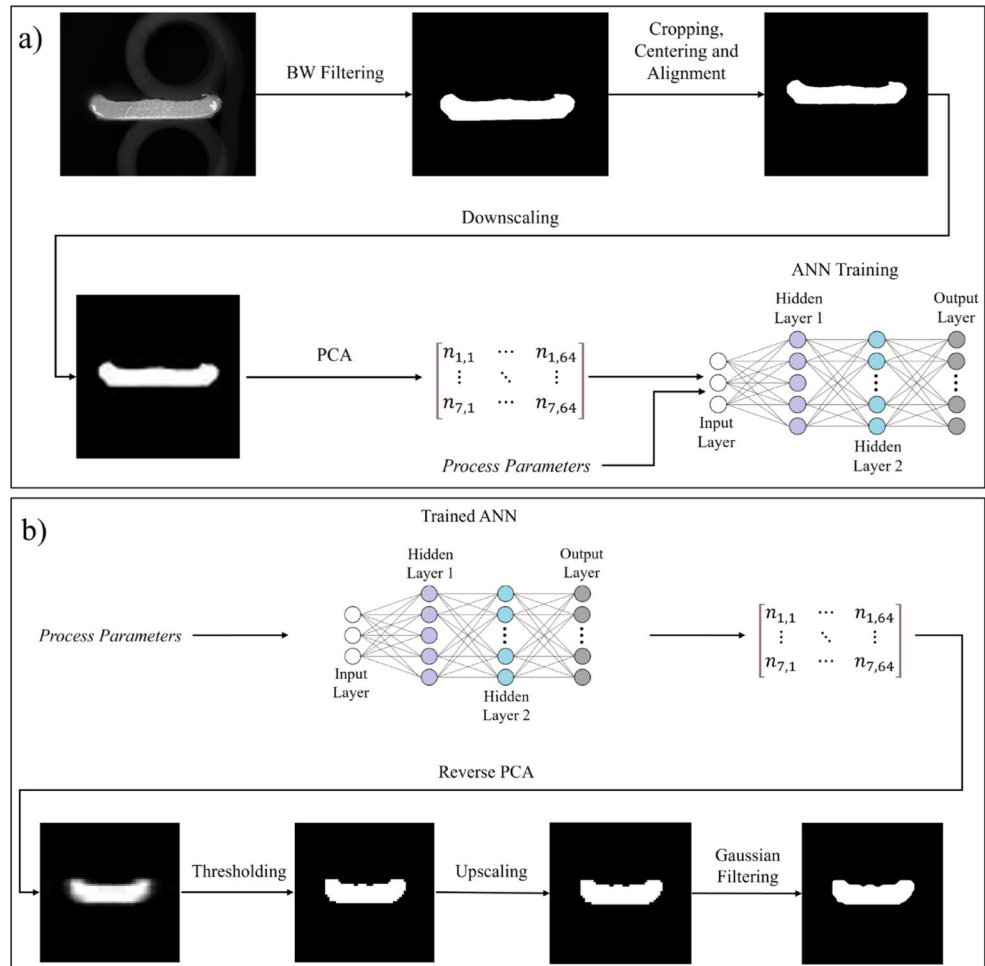 a)
BW Filtering
Cropping,
Centering and
Alignment
Downscaling
PCA
n1,1 ⋯ n1,64
⋮ ⋱ ⋮
n7,1 ⋯ n7,64
Process Parameters
ANN Training
Hidden
Layer 1
Output
Layer
Input
Layer
Hidden
Layer 2
b)
Trained ANN
Process Parameters
Hidden
Layer 1
Output
Layer
Input
Layer
Hidden
Layer 2
n1,1 ⋯ n1,64
⋮ ⋱ ⋮
n7,1 ⋯ n7,64
Reverse PCA
Thresholding
Upscaling
Gaussian
Filtering